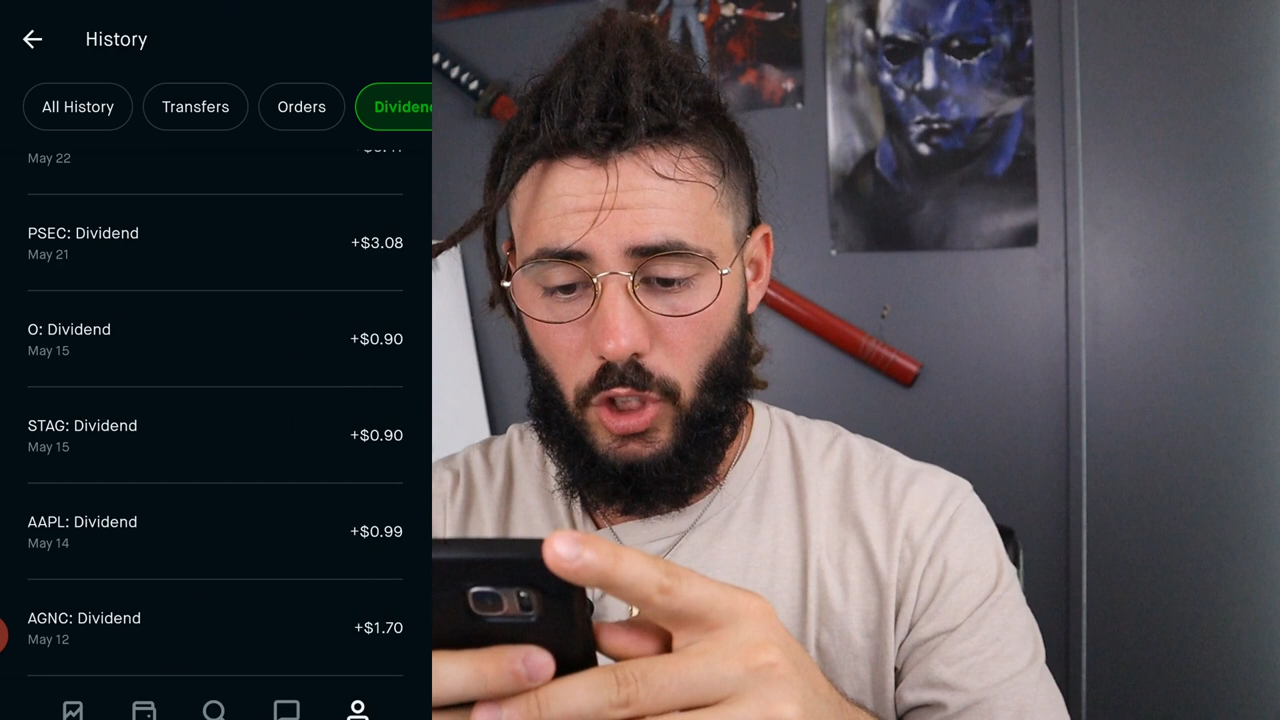 History
All History
Transfers
Orders
Dividend
May 22
PSEC: Dividend
+$3.08
May 21
O: Dividend
+$0.90
May 15
STAG: Dividend
+$0.90
May 15
AAPL: Dividend
+$0.99
May 14
AGNC: Dividend
+$1.70
May 12